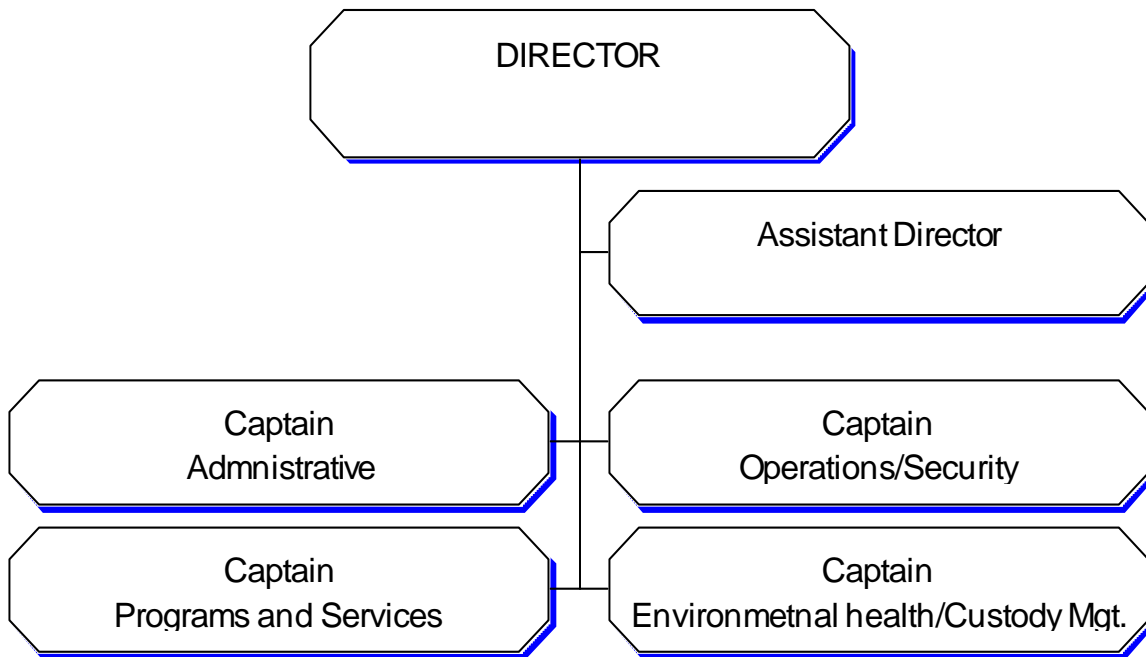 DIRECTOR
Assistant Director
Captain
Admnistrative
Captain
Operations/Security
Captain
Programs and Services
Captain
Environmetnal health/Custody Mgt.